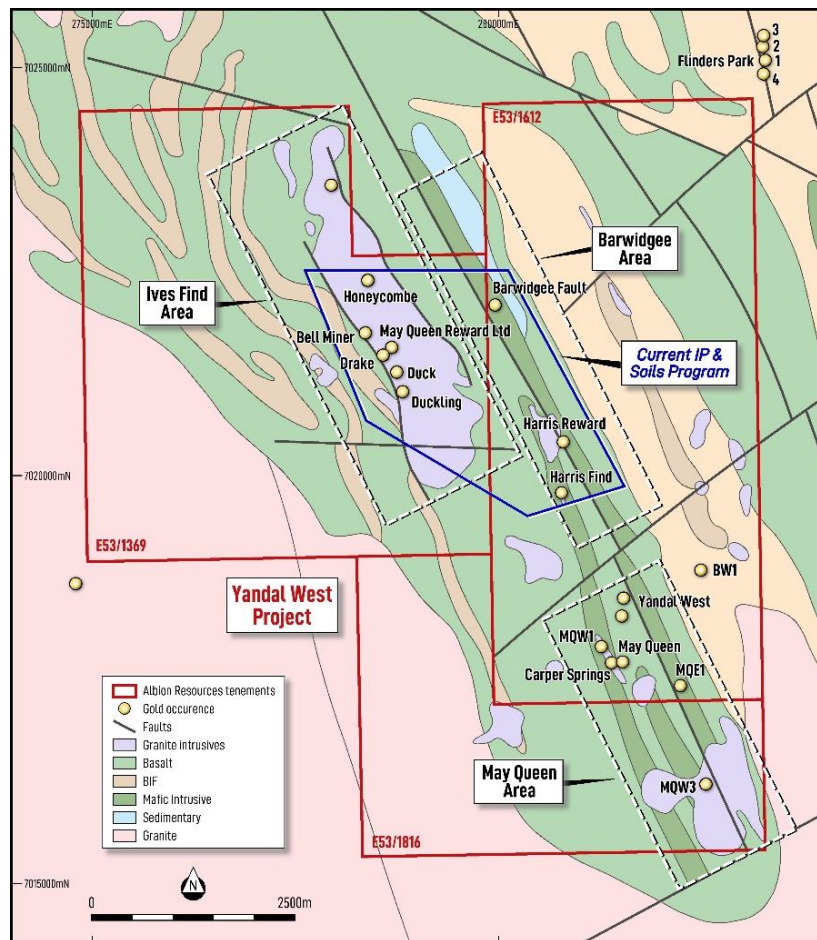 275000mE
280000mE
7025000mN
3
2
Flinders Park
1
4
E53/1612
Barwidgee
Area
Ives Find
Area
Honeycombe
Barwidgee Fault
Bell Miner
May Queen Reward Ltd
Current IP &
Soils Program
Drake
Duck
Duckling
Harris Reward
7020000mN
Harris Find
E53/1369
BW1
Yandal West
Project
Yandal West
MQW1
May Queen
Carper Springs
MQE1
Albion Resources tenements
Gold occurence
Faults
Granite intrusives
Basalt
BIF
Mafic Intrusive
Sedimentary
Granite
May Queen
Area
MQW3
E53/1816
7015000mN
N
0
2500m